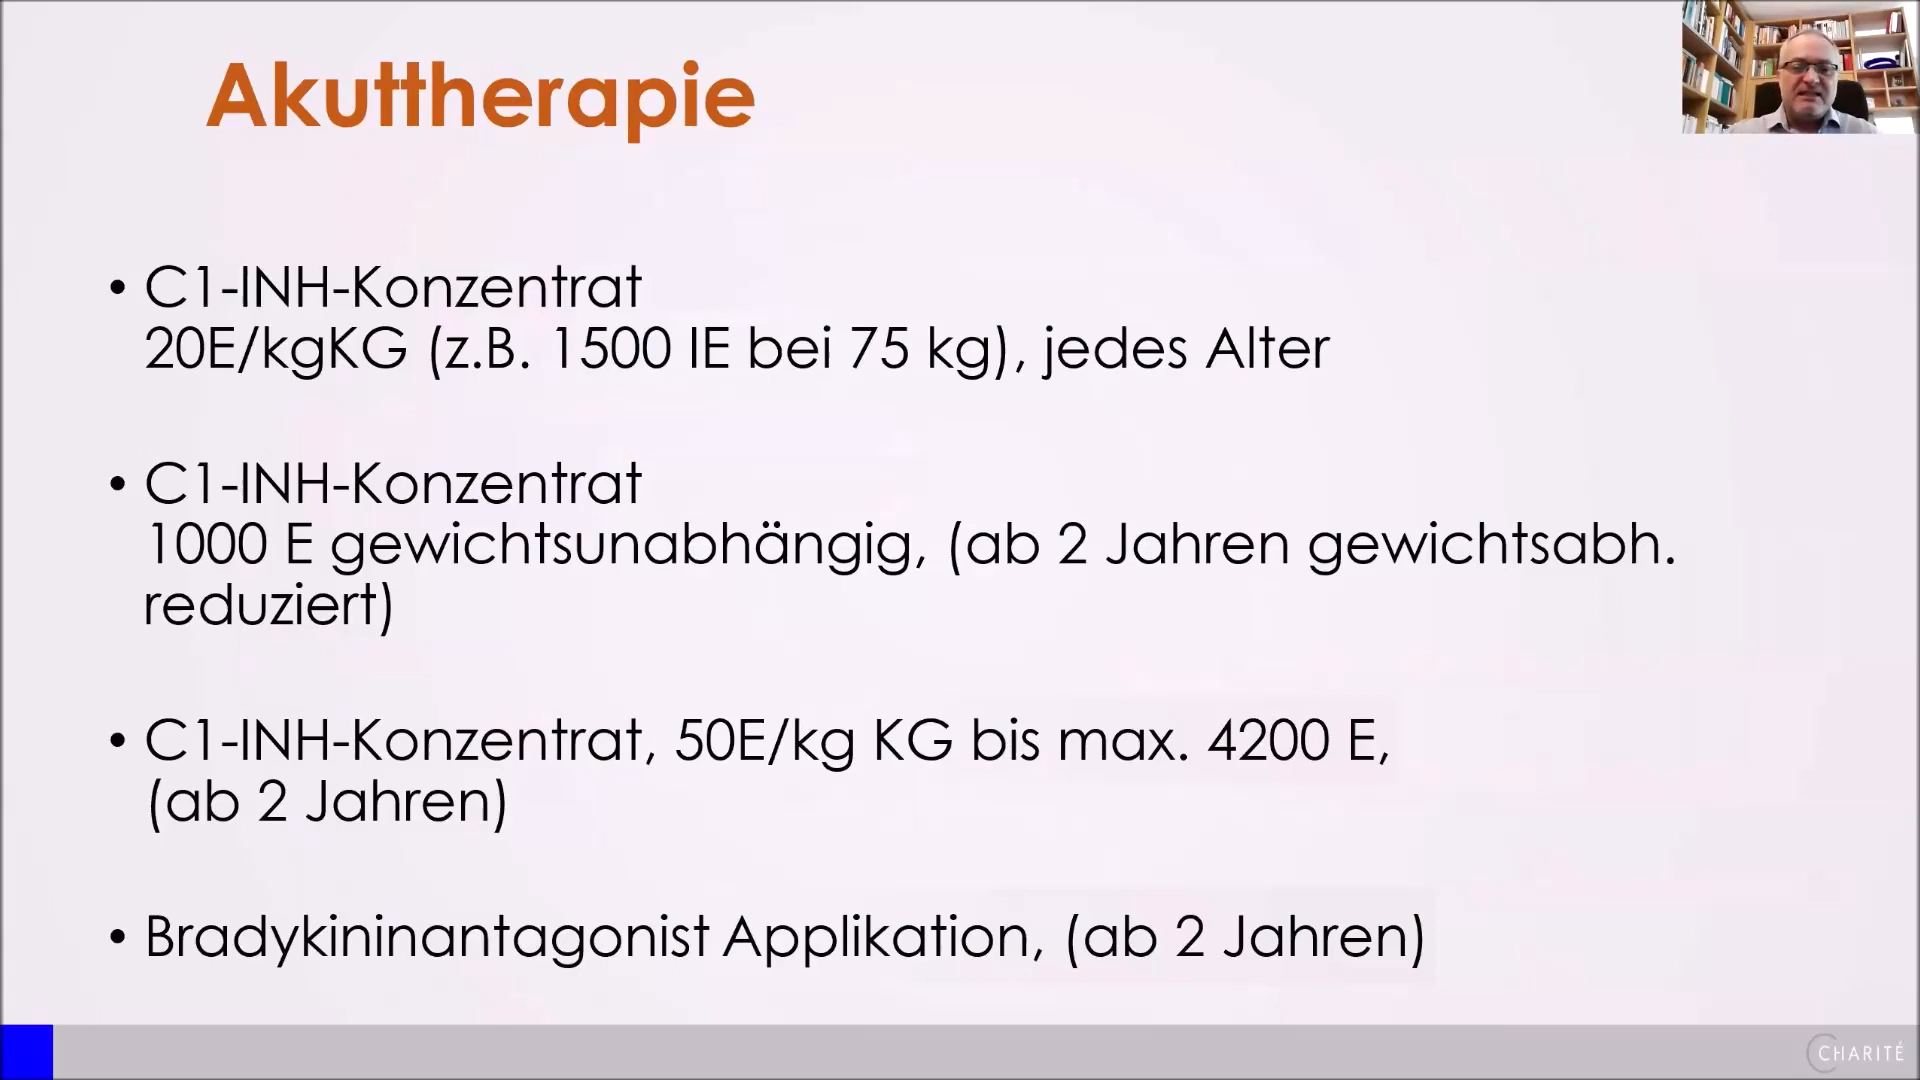 Akuttherapie
• C1-INH-Konzentrat
20E/kgKG (z.B. 1500 IE bei 75 kg), jedes Alter
• C1-INH-Konzentrat
1000 E gewichtsunabhängig, (ab 2 Jahren gewichtsabh.
reduziert)
• C1-INH-Konzentrat, 50E/kg KG bis max. 4200 E,
(ab 2 Jahren)
• Bradykininantagonist Applikation, (ab 2 Jahren)
CHARITÉ